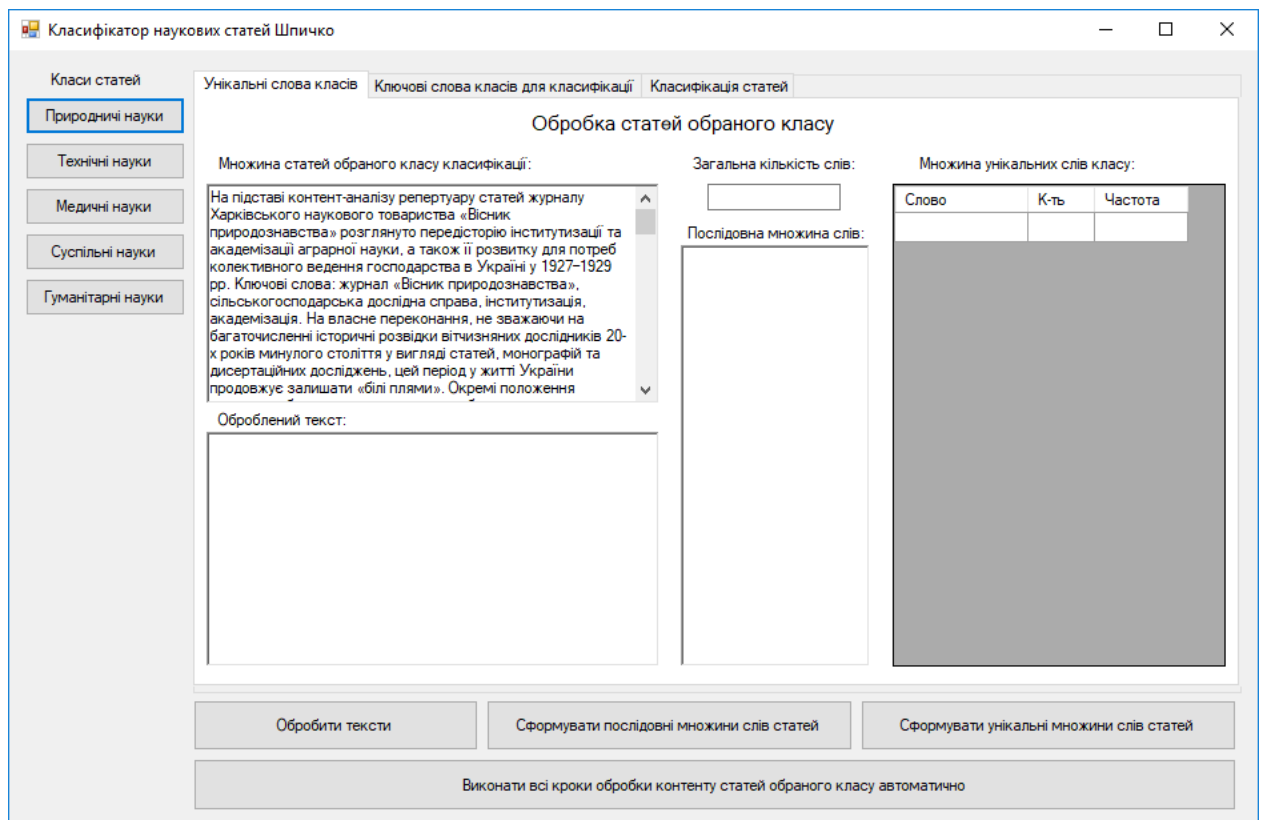 Класифікатор наукових статей Шпичко
Класи статей
Природничі науки
Технічні науки
Медичні науки
Суспільні науки
Гуманітарні науки
Унікальні слова класів
Ключові слова класів для класифікації
Класифікація статей
Обробка статей обраного класу
Множина статей обраного класу класифікації:
На підставі контент-аналізу репертуару статей журналу
Харківського наукового товариства «Вісник
природознавства» розглянуто передісторію інститутизації та
академізації аграрної науки, а також її розвитку для потреб
колективного ведення господарства в Україні у 1927–1929
рр. Ключові слова: журнал «Вісник природознавства»,
сільськогосподарська дослідна справа, інститутизація,
академізація. На власне переконання, не зважаючи на
багаточисленні історичні розвідки вітчизняних дослідників 20-
х років минулого століття у вигляді статей, монографій та
дисертаційних досліджень, цей період у житті України
продовжує залишати «білі плями». Окремі положення
Оброблений текст:
Загальна кількість слів:
Послідовна множина слів:
Множина унікальних слів класу:
Слово К-ть Частота
Обробити тексти
Сформувати послідовні множини слів статей
Сформувати унікальні множини слів статей
Виконати всі кроки обробки контенту статей обраного класу автоматично